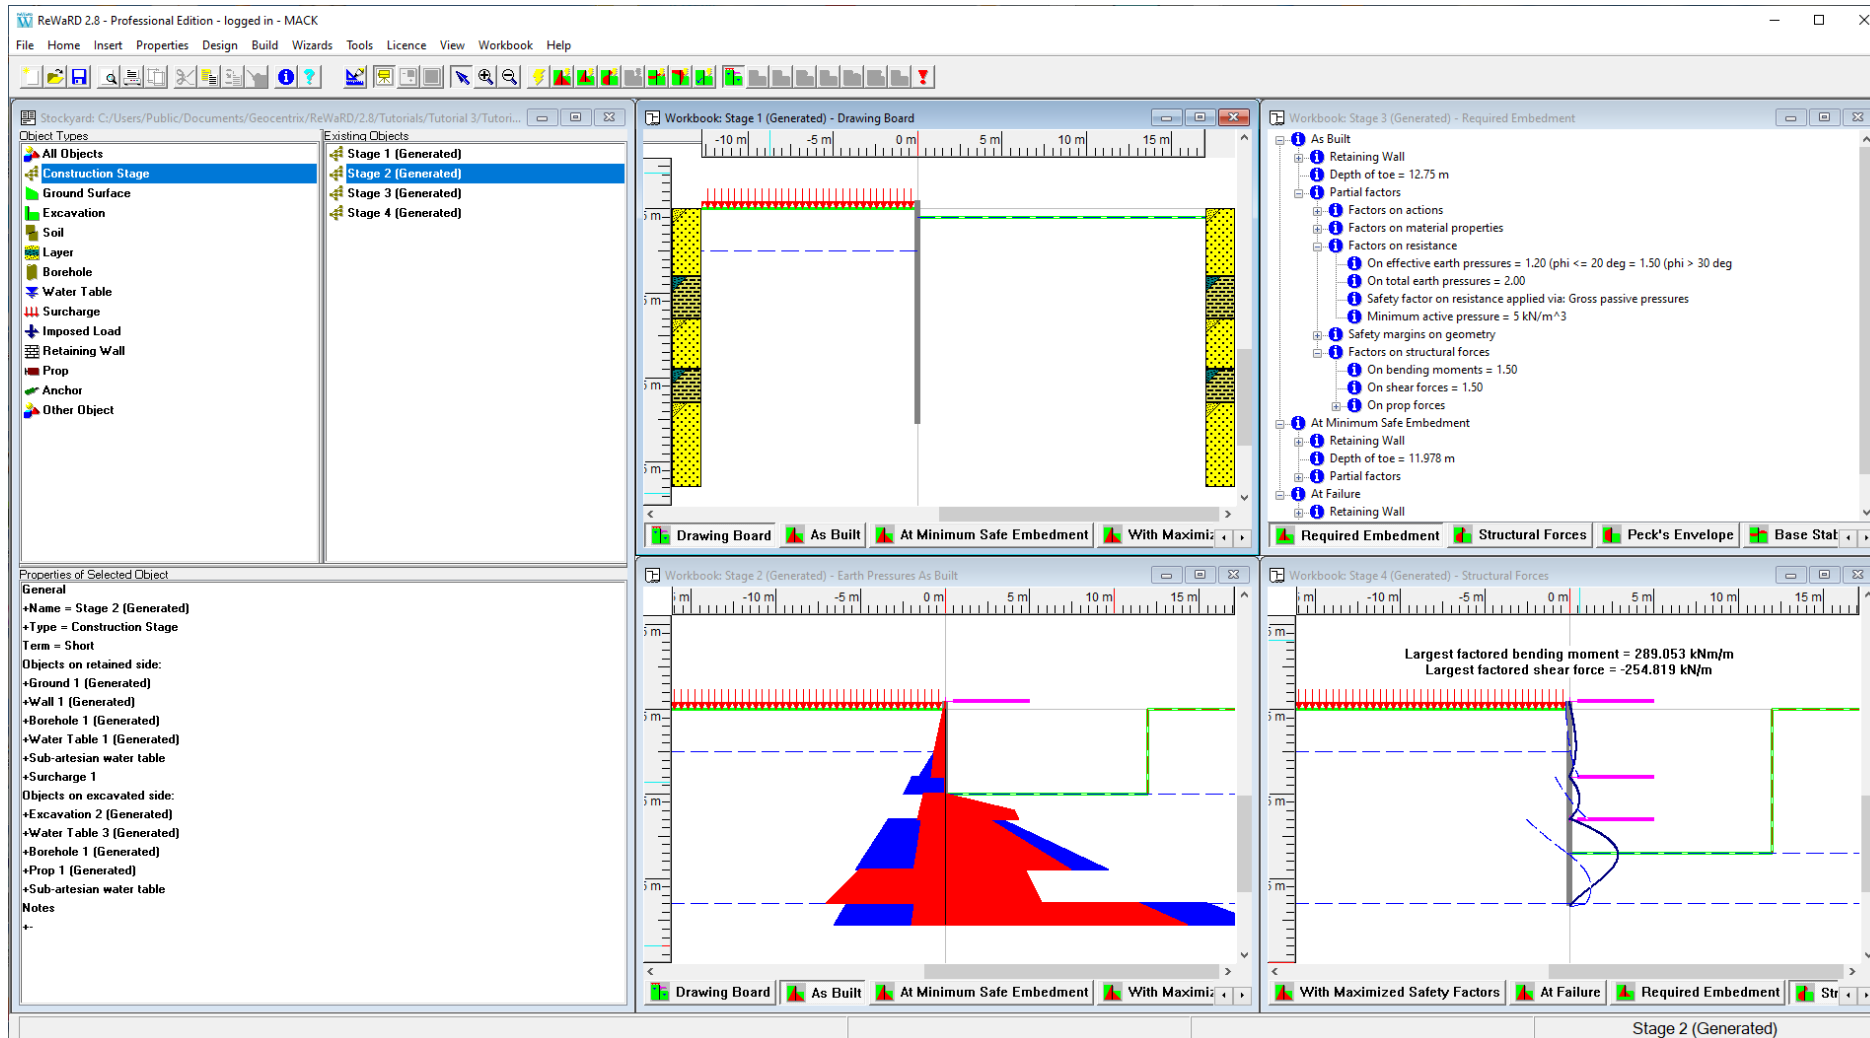 ReWaRD 2.8 - Professional Edition - logged in - MACK
File Home Insert Properties Design Build Wizards Tools Licence View Workbook Help
Stockyard: C:/Users/Public/Documents/Geocentrix/ReWaRD/2.8/Tutorials/Tutorial 3/Tutori...
Object Types
All Objects
Construction Stage
Ground Surface
Excavation
Soil
Layer
Borehole
Water Table
Surcharge
Imposed Load
Retaining Wall
Prop
Anchor
Other Object
Existing Objects
Stage 1 (Generated)
Stage 2 (Generated)
Stage 3 (Generated)
Stage 4 (Generated)
Properties of Selected Object
General
+Name = Stage 2 (Generated)
+Type = Construction Stage
Term = Short
Objects on retained side:
+Ground 1 (Generated)
+Wall 1 (Generated)
+Borehole 1 (Generated)
+Water Table 1 (Generated)
+Sub-artesian water table
+Surcharge 1
Objects on excavated side:
+Excavation 2 (Generated)
+Water Table 3 (Generated)
+Borehole 1 (Generated)
+Prop 1 (Generated)
+Sub-artesian water table
Notes
+-
Workbook: Stage 1 (Generated) - Drawing Board
-10 m -5 m 0 m 5 m 10 m 15 m
5 m
5 m
5 m
5 m
Drawing Board As Built At Minimum Safe Embedment With Maximiz
Workbook: Stage 3 (Generated) - Required Embedment
As Built
Retaining Wall
Depth of toe = 12.75 m
Partial factors
Factors on actions
Factors on material properties
Factors on resistance
On effective earth pressures = 1.20 (phi <= 20 deg = 1.50 (phi > 30 deg
On total earth pressures = 2.00
Safety factor on resistance applied via: Gross passive pressures
Minimum active pressure = 5 kN/m^3
Safety margins on geometry
Factors on structural forces
On bending moments = 1.50
On shear forces = 1.50
On prop forces
At Minimum Safe Embedment
Retaining Wall
Depth of toe = 11.978 m
Partial factors
At Failure
Retaining Wall
Required Embedment Structural Forces Peck's Envelope Base Stab
Workbook: Stage 2 (Generated) - Earth Pressures As Built
m -10 m -5 m 0 m 5 m 10 m 15 m
5 m
5 m
5 m
5 m
Drawing Board As Built At Minimum Safe Embedment With Maximiz
Workbook: Stage 4 (Generated) - Structural Forces
m -10 m -5 m 0 m 5 m 10 m 15 m
5 m
5 m
5 m
5 m
Largest factored bending moment = 289.053 kNm/m
Largest factored shear force = -254.819 kN/m
With Maximized Safety Factors At Failure Required Embedment Str
Stage 2 (Generated)